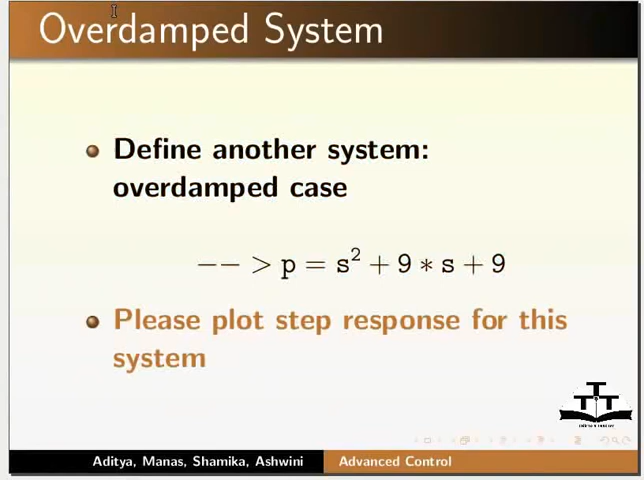 Overdamped System
Define another system:
overdamped case
−− > p = s² + 9 ∗ s + 9
Please plot step response for this
system
TTT
Aditya, Manas, Shamika, Ashwini
Advanced Control